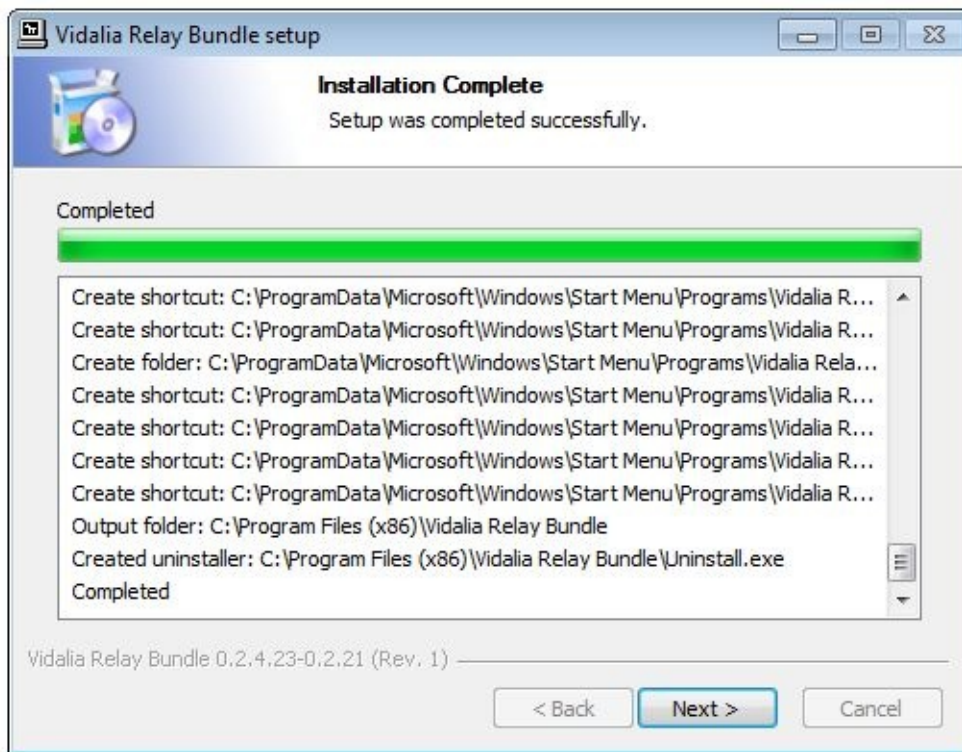 Vidalia Relay Bundle setup
Installation Complete
Setup was completed successfully.
Completed
Create shortcut: C:\ProgramData\Microsoft\Windows\Start Menu\Programs\Vidalia R...
Create shortcut: C:\ProgramData\Microsoft\Windows\Start Menu\Programs\Vidalia R...
Create folder: C:\ProgramData\Microsoft\Windows\Start Menu\Programs\Vidalia Rela...
Create shortcut: C:\ProgramData\Microsoft\Windows\Start Menu\Programs\Vidalia R...
Create shortcut: C:\ProgramData\Microsoft\Windows\Start Menu\Programs\Vidalia R...
Create shortcut: C:\ProgramData\Microsoft\Windows\Start Menu\Programs\Vidalia R...
Create shortcut: C:\ProgramData\Microsoft\Windows\Start Menu\Programs\Vidalia R...
Output folder: C:\Program Files (x86)\Vidalia Relay Bundle
Created uninstaller: C:\Program Files (x86)\Vidalia Relay Bundle\Uninstall.exe
Completed
Vidalia Relay Bundle 0.2.4.23-0.2.21 (Rev. 1)
< Back Next > Cancel